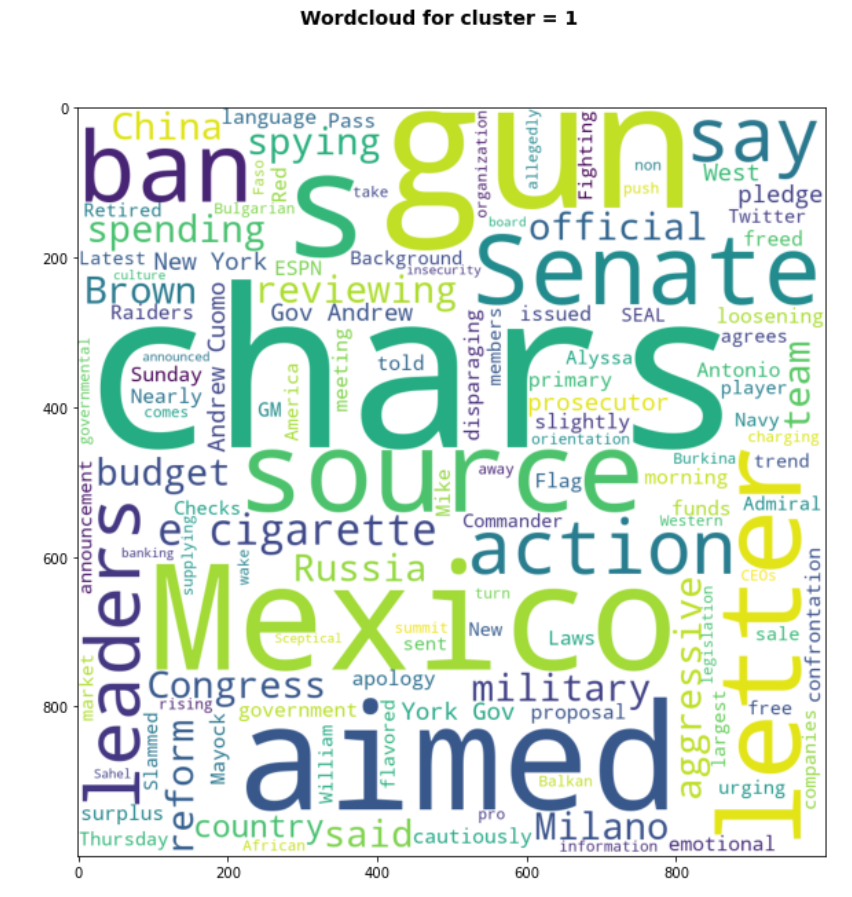 Wordcloud for cluster = 1
0
200
400
600
800
0
200
400
600
800
China
language
Pass
gun
say
ban
spying
s
Faso
Red
take
organization
allegedly
Fighting
non
push
West
pledge
Retired
Bulgarian
Twitter
spending
board
official
freed
Latest
New York
ESPN
Background
insecurity
Senate
culture
Brown
reviewing
Raiders
Andrew Cuomo
Gov Andrew
issued
SEAL
loosening
chars
announced
told
disparaging
members
agrees
governmental
Sunday
America
meeting
Alyssa
Antonio
team
Nearly
primary
player
comes
GM
prosecutor
slightly
Navy
orientation
charging
announcement
budget
source
Mike
away
Flag
Burkina
trend
morning
letter
Checks
funds
Admiral
e cigarette
Commander
Western
supplying
banking
wake
action
leaders
Russia
CEOs
confrontation
Mexico
turn
aggressive
legislation
Sceptical
summit
sent
New
Laws
sale
market
Congress
apology
military
rising
government
flavored
York Gov
proposal
largest
free
Slammed
reform
Mayock
aimed
William
companies
Sahel
Balkan
urging
surplus
pro
Thursday
country
said
cautiously
Milano
African
information
emotional